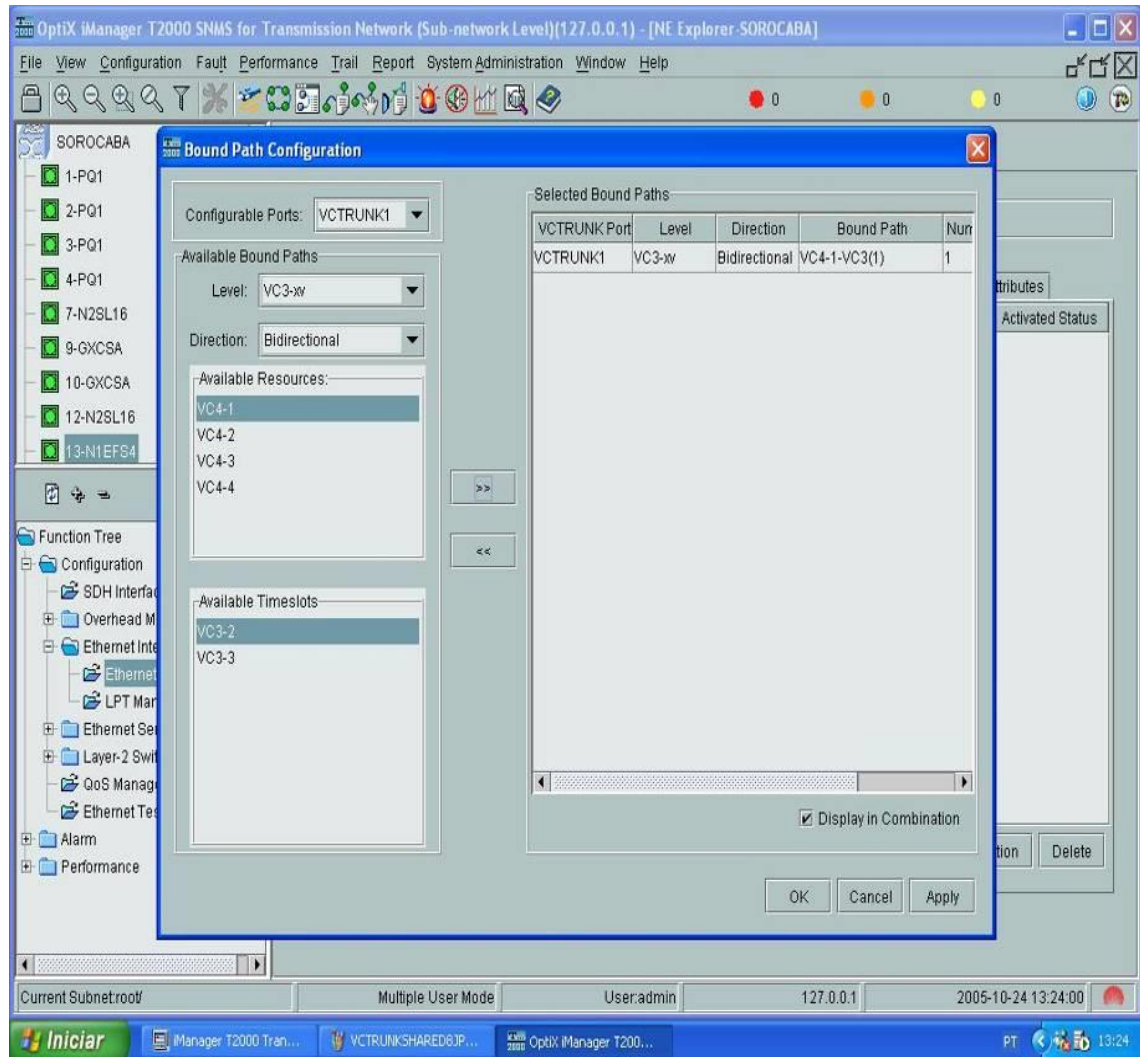 OptiX iManager T2000 SNMS for Transmission Network (Sub-network Level)(127.0.0.1) - [NE Explorer-SOROCABA]
File View Configuration Fault Performance Trail Report System Administration Window Help
0 0 0
SOROCABA
1-PQ1
2-PQ1
3-PQ1
4-PQ1
7-N2SL16
9-GXCSA
10-GXCSA
12-N2SL16
13-N1EFS4
Function Tree
Configuration
SDH Interfac
Overhead M
Ethernet Inte
Ethernet
LPT Mar
Ethernet Ser
Layer-2 Swit
QoS Manag
Ethernet Tes
Alarm
Performance
Bound Path Configuration
Configurable Ports: VCTRUNK1
Available Bound Paths
Level: VC3-xv
Direction: Bidirectional
Available Resources:
VC4-1
VC4-2
VC4-3
VC4-4
Available Timeslots
VC3-2
VC3-3
>>
<<
Selected Bound Paths
VCTRUNK Port Level Direction Bound Path Num
VCTRUNK1 VC3-xv Bidirectional VC4-1-VC3(1) 1
Display in Combination
OK Cancel Apply
ttributes
Activated Status
tion Delete
Current Subnet:root/ Multiple User Mode User:admin 127.0.0.1 2005-10-24 13:24:00
Iniciar iManager T2000 Tran... VCTRUNKSHARED8JP... OptiX iManager T200... PT 13:24